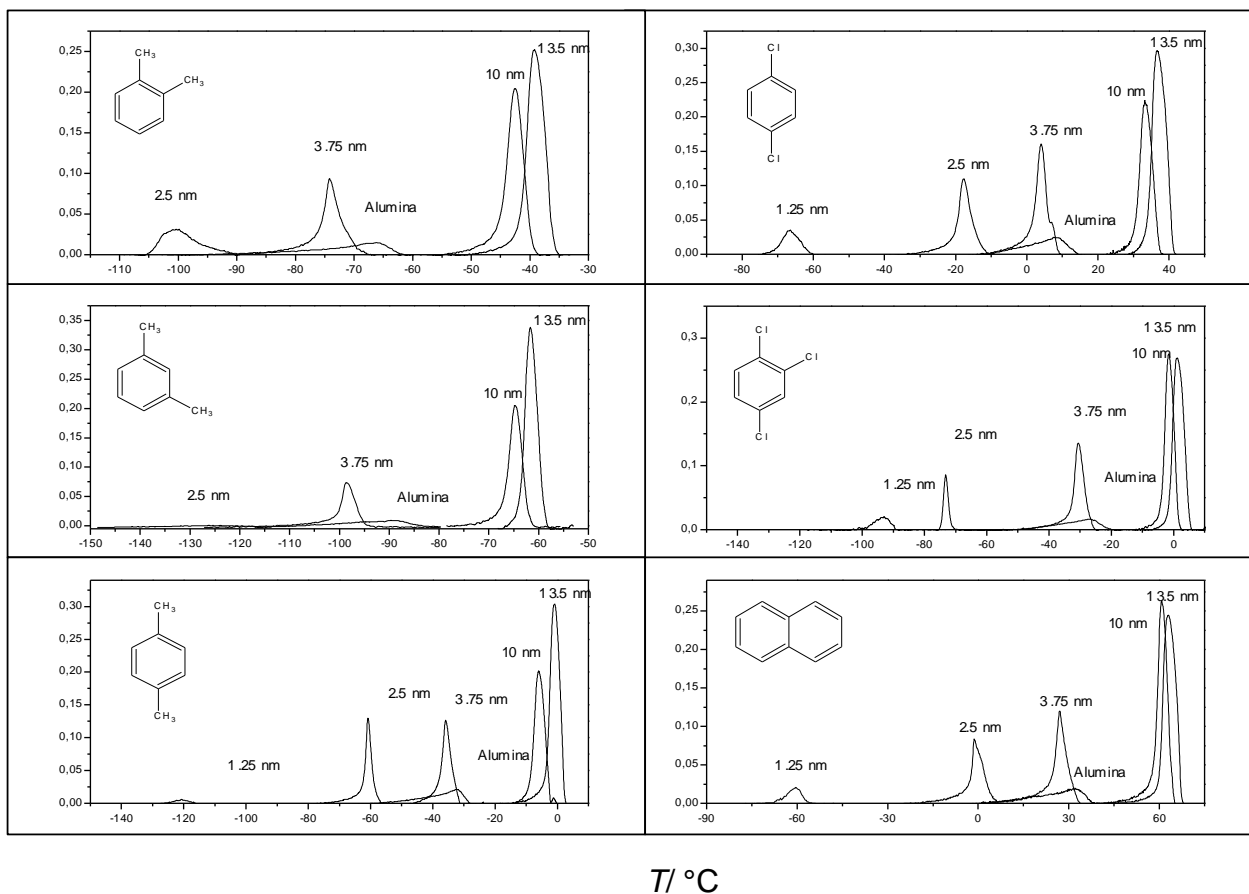 CH₃
CH₃
2.5 nm
3.75 nm
Alumina
10 nm
13.5 nm
0,25
0,20
0,15
0,10
0,05
0,00
-110 -100 -90 -80 -70 -60 -50 -40 -30
Cl
Cl
1.25 nm
2.5 nm
3.75 nm
Alumina
10 nm
13.5 nm
0,30
0,25
0,20
0,15
0,10
0,05
0,00
-80 -60 -40 -20 0 20 40
CH₃
CH₃
2.5 nm
3.75 nm
Alumina
10 nm
13.5 nm
0,35
0,30
0,25
0,20
0,15
0,10
0,05
0,00
-150 -140 -130 -120 -110 -100 -90 -80 -70 -60 -50
Cl
Cl
Cl
1.25 nm
2.5 nm
3.75 nm
Alumina
10 nm
13.5 nm
0,3
0,2
0,1
0,0
-140 -120 -100 -80 -60 -40 -20 0
CH₃
CH₃
1.25 nm
2.5 nm
3.75 nm
Alumina
10 nm
13.5 nm
0,30
0,25
0,20
0,15
0,10
0,05
0,00
-140 -120 -100 -80 -60 -40 -20 0
1.25 nm
2.5 nm
3.75 nm
Alumina
10 nm
13.5 nm
0,25
0,20
0,15
0,10
0,05
0,00
-90 -60 -30 0 30 60
T/ °C